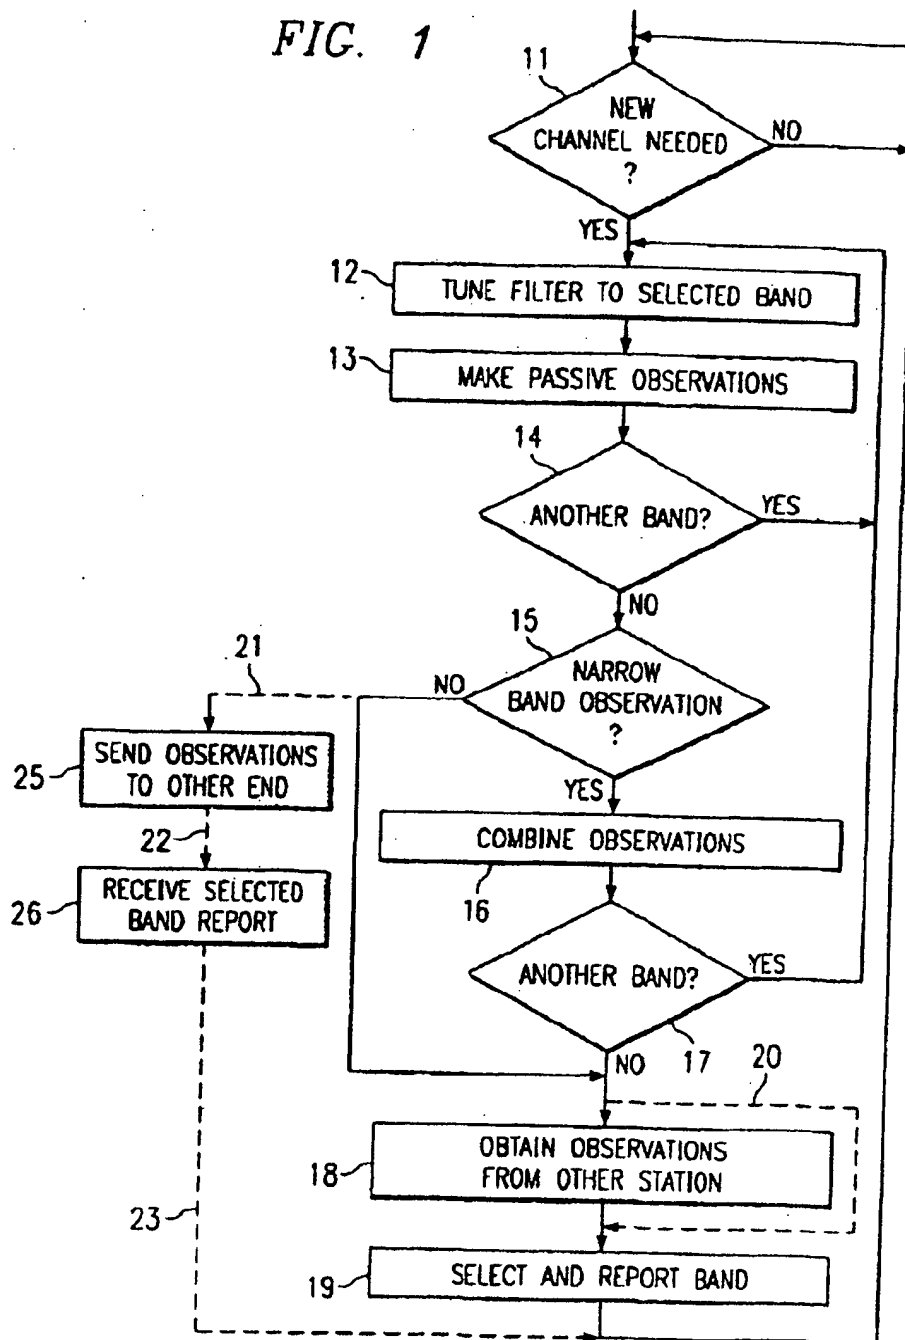 FIG. 1
11
NEW
CHANNEL NEEDED
?
NO
YES
12
TUNE FILTER TO SELECTED BAND
13
MAKE PASSIVE OBSERVATIONS
14
ANOTHER BAND?
YES
NO
15
NARROW
BAND OBSERVATION
?
NO
21
YES
25
SEND OBSERVATIONS
TO OTHER END
22
COMBINE OBSERVATIONS
16
26
RECEIVE SELECTED
BAND REPORT
ANOTHER BAND?
YES
17
NO
20
18
OBTAIN OBSERVATIONS
FROM OTHER STATION
23
19
SELECT AND REPORT BAND